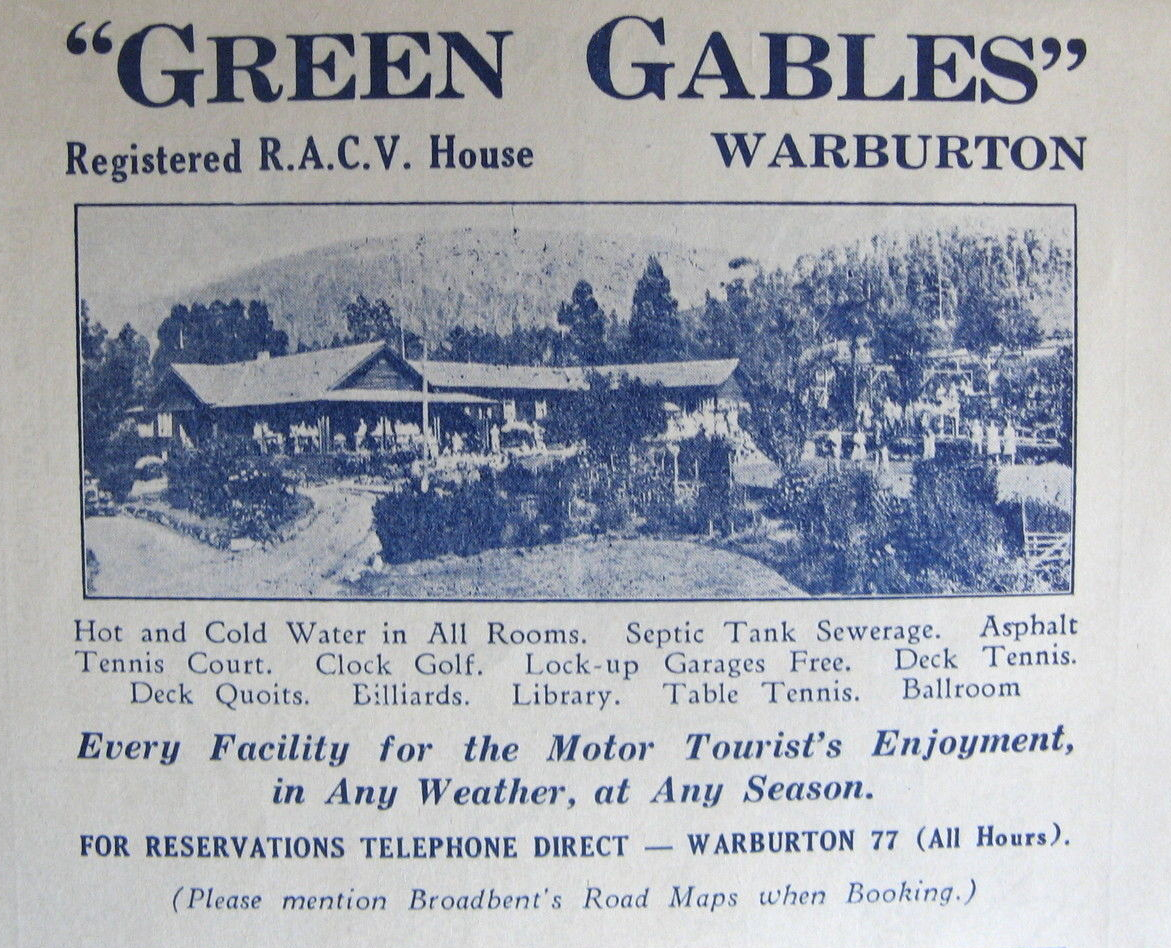 “GREEN GABLES”
Registered R.A.C.V. House WARBURTON
Hot and Cold Water in All Rooms. Septic Tank Sewerage. Asphalt
Tennis Court. Clock Golf. Lock-up Garages Free. Deck Tennis.
Deck Quoits. Billiards. Library. Table Tennis. Ballroom
Every Facility for the Motor Tourist's Enjoyment,
in Any Weather, at Any Season.
FOR RESERVATIONS TELEPHONE DIRECT — WARBURTON 77 (All Hours).
(Please mention Broadbent's Road Maps when Booking.)